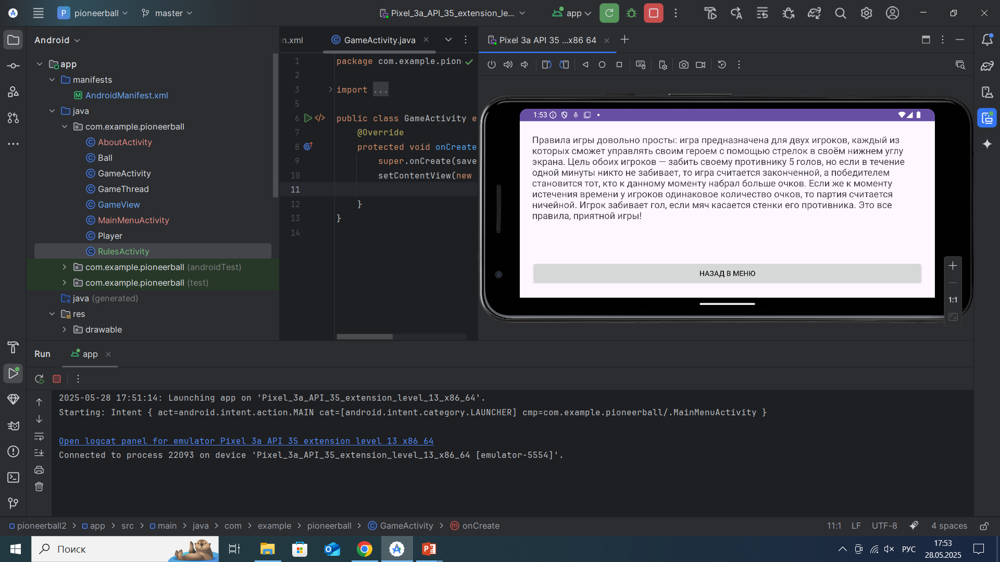 P pioneerball
master
Pixel_3a_API_35_extension_le...
app
Android
app
manifests
AndroidManifest.xml
java
com.example.pioneerball
AboutActivity
Ball
GameActivity
GameThread
GameView
MainMenuActivity
Player
RulesActivity
com.example.pioneerball (androidTest)
com.example.pioneerball (test)
java (generated)
res
drawable
n.xml
GameActivity.java
1 package com.example.pion
2
3 import ...
5
6 public class GameActivity e
7 @Override
8 protected void onCreate
9 super.onCreate(save
10 setContentView(new
11
12 }
13 }
14
Pixel 3a API 35 ...x86 64
1:53
Правила игры довольно просты: игра предназначена для двух игроков, каждый из
которых сможет управлять своим героем с помощью стрелок в своём нижнем углу
экрана. Цель обоих игроков — забить своему противнику 5 голов, но если в течение
одной минуты никто не забивает, то игра считается законченной, а победителем
становится тот, кто к данному моменту набрал больше очков. Если же к моменту
истечения времени у игроков одинаковое количество очков, то партия считается
ничейной. Игрок забивает гол, если мяч касается стенки его противника. Это все
правила, приятной игры!
НАЗАД В МЕНЮ
1:1
Run
app
2025-05-28 17:51:14: Launching app on 'Pixel_3a_API_35_extension_level_13_x86_64'.
Starting: Intent { act=android.intent.action.MAIN cat=[android.intent.category.LAUNCHER] cmp=com.example.pioneerball/.MainMenuActivity }
Open logcat panel for emulator Pixel 3a API 35 extension level 13 x86 64
Connected to process 22093 on device 'Pixel_3a_API_35_extension_level_13_x86_64 [emulator-5554]'.
pioneerball2 > app > src > main > java > com > example > pioneerball > GameActivity > onCreate
11:1 LF UTF-8 4 spaces
Поиск
РУС
17:53
28.05.2025